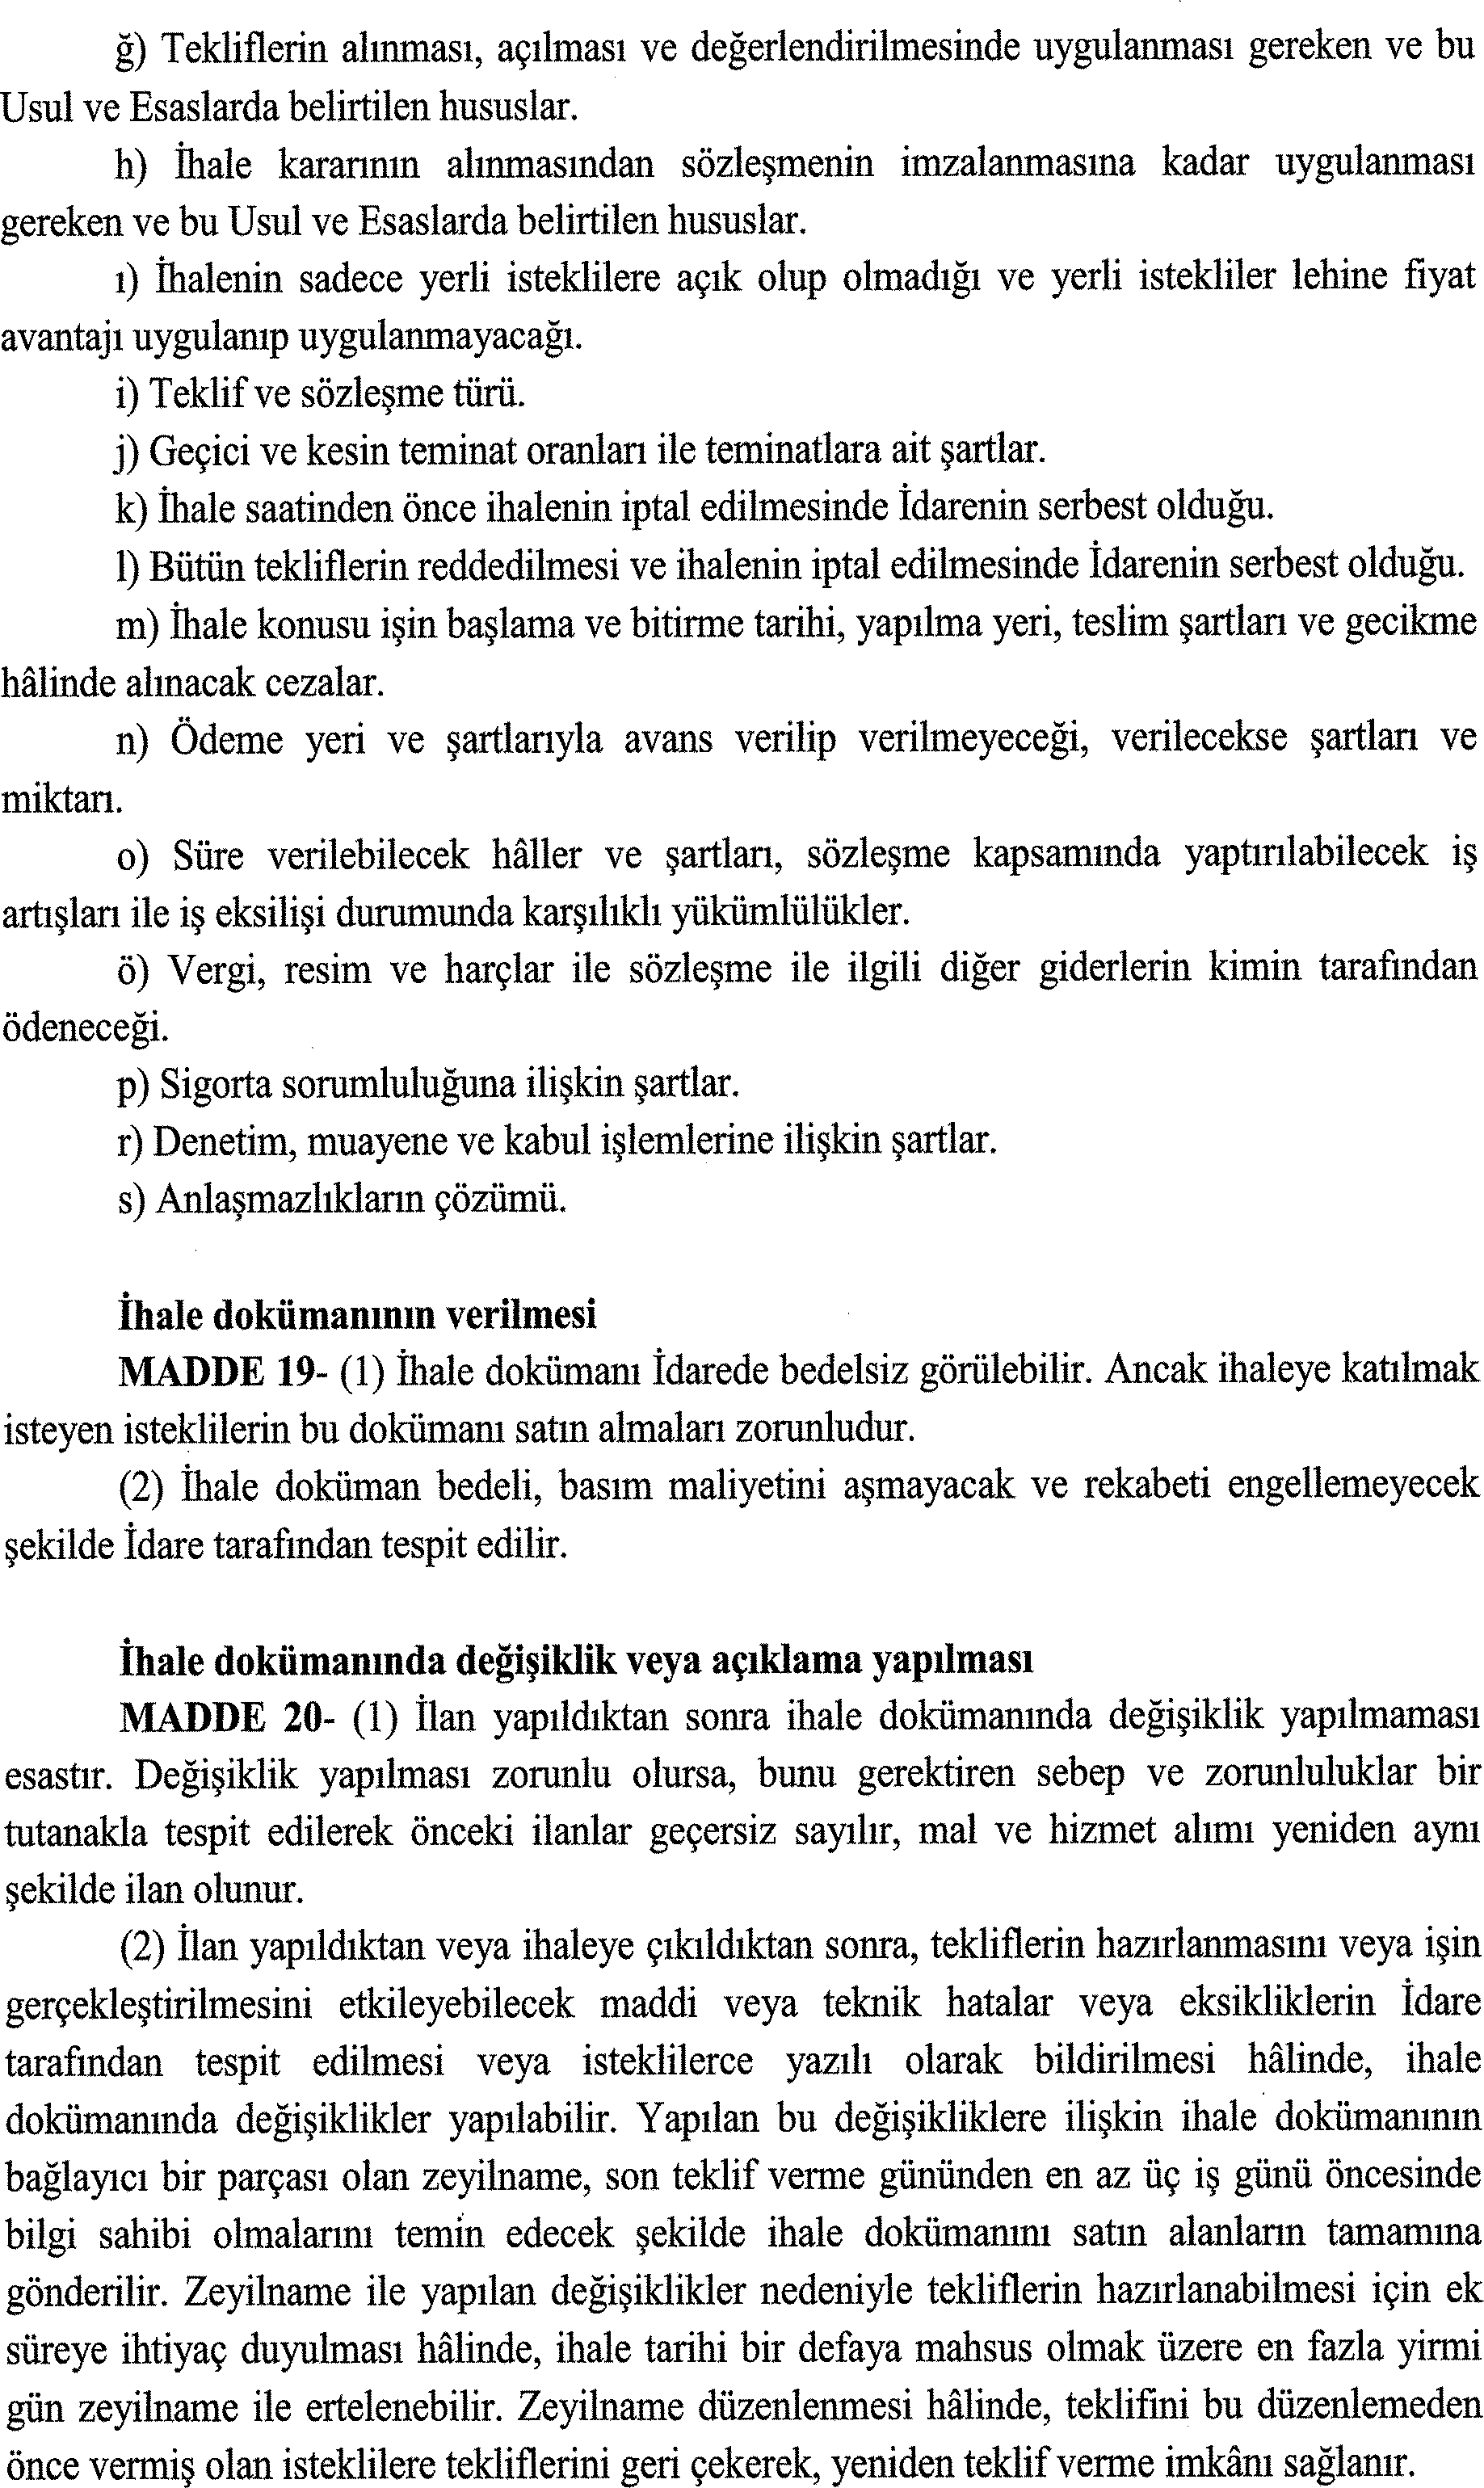 ğ) Tekliflerin alınması, açılması ve değerlendirilmesinde uygulanması gereken ve bu
Usul ve Esaslarda belirtilen hususlar.
h) İhale kararının alınmasından sözleşmenin imzalanmasına kadar uygulanması
gereken ve bu Usul ve Esaslarda belirtilen hususlar.
ı) İhalenin sadece yerli isteklilere açık olup olmadığı ve yerli istekliler lehine fiyat
avantajı uygulanıp uygulanmayacağı.
i) Teklif ve sözleşme türü.
j) Geçici ve kesin teminat oranları ile teminatlara ait şartlar.
k) İhale saatinden önce ihalenin iptal edilmesinde İdarenin serbest olduğu.
l) Bütün tekliflerin reddedilmesi ve ihalenin iptal edilmesinde İdarenin serbest olduğu.
m) İhale konusu işin başlama ve bitirme tarihi, yapılma yeri, teslim şartları ve gecikme
hâlinde alınacak cezalar.
n) Ödeme yeri ve şartlarıyla avans verilip verilmeyeceği, verilecekse şartları ve
miktarı.
o) Süre verilebilecek hâller ve şartları, sözleşme kapsamında yaptırılabilecek iş
artışları ile iş eksilişi durumunda karşılıklı yükümlülükler.
ö) Vergi, resim ve harçlar ile sözleşme ile ilgili diğer giderlerin kimin tarafından
ödeneceği.
p) Sigorta sorumluluğuna ilişkin şartlar.
r) Denetim, muayene ve kabul işlemlerine ilişkin şartlar.
s) Anlaşmazlıkların çözümü.
İhale dokümanının verilmesi
MADDE 19- (1) İhale dokümanı İdarede bedelsiz görülebilir. Ancak ihaleye katılmak
isteyen isteklilerin bu dokümanı satın almaları zorunludur.
(2) İhale doküman bedeli, basım maliyetini aşmayacak ve rekabeti engellemeyecek
şekilde İdare tarafından tespit edilir.
İhale dokümanında değişiklik veya açıklama yapılması
MADDE 20- (1) İlan yapıldıktan sonra ihale dokümanında değişiklik yapılmaması
esastır. Değişiklik yapılması zorunlu olursa, bunu gerektiren sebep ve zorunluluklar bir
tutanakla tespit edilerek önceki ilanlar geçersiz sayılır, mal ve hizmet alımı yeniden aynı
şekilde ilan olunur.
(2) İlan yapıldıktan veya ihaleye çıkıldıktan sonra, tekliflerin hazırlanmasını veya işin
gerçekleştirilmesini etkileyebilecek maddi veya teknik hatalar veya eksikliklerin İdare
tarafından tespit edilmesi veya isteklilerce yazılı olarak bildirilmesi hâlinde, ihale
dokümanında değişiklikler yapılabilir. Yapılan bu değişikliklere ilişkin ihale dokümanının
bağlayıcı bir parçası olan zeyilname, son teklif verme gününden en az üç iş günü öncesinde
bilgi sahibi olmalarını temin edecek şekilde ihale dokümanını satın alanların tamamına
gönderilir. Zeyilname ile yapılan değişiklikler nedeniyle tekliflerin hazırlanabilmesi için ek
süreye ihtiyaç duyulması hâlinde, ihale tarihi bir defaya mahsus olmak üzere en fazla yirmi
gün zeyilname ile ertelenebilir. Zeyilname düzenlenmesi hâlinde, teklifini bu düzenlemeden
önce vermiş olan isteklilere tekliflerini geri çekerek, yeniden teklif verme imkânı sağlanır.